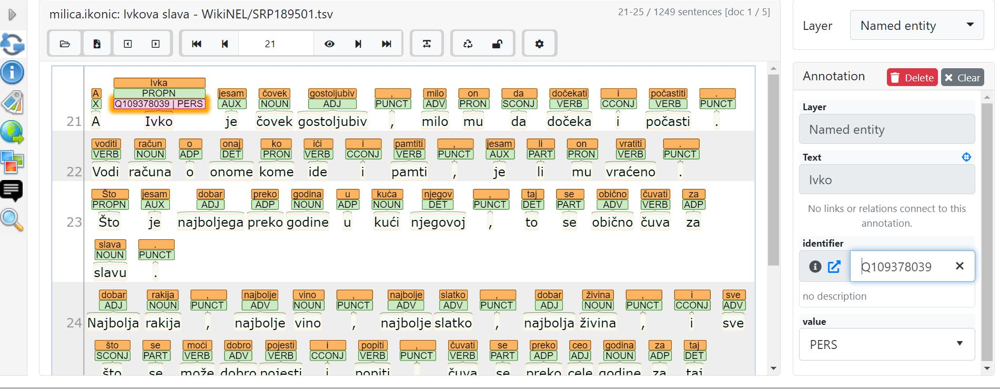 milica.ikonic: Ivkova slava - WikiNEL/SRP189501.tsv
21-25 / 1249 sentences [doc 1 / 5]
21
Ivka
A PROPN jesam čovek gostoljubiv , milo on da dočekati i počastiti .
X Q109378039 | PERS AUX NOUN ADJ PUNCT ADV PRON SCONJ VERB CCONJ VERB PUNCT
21 A Ivko je čovek gostoljubiv , milo mu da dočeka i počasti .
voditi račun o onaj ko ići i pamtiti , jesam li on vratiti .
VERB NOUN ADP DET PRON VERB CCONJ VERB PUNCT AUX PART PRON VERB PUNCT
22 Vodi računa o onome kome ide i pamti , je li mu vraćeno .
Što jesam dobar preko godina u kuća njegov , taj se obično čuvati za
PROPN AUX ADJ ADP NOUN ADP NOUN DET PUNCT DET PART ADV VERB ADP
23 Što je najboljega preko godine u kući njegovoj , to se obično čuva za
slava .
NOUN PUNCT
slavu .
dobar rakija , najbolje vino , najbolje slatko , dobar živina , i sve
ADJ NOUN PUNCT ADV NOUN PUNCT ADV ADV PUNCT ADJ NOUN PUNCT CCONJ ADV
24 Najbolja rakija , najbolje vino , najbolje slatko , najbolja živina , i sve
što se moći dobro pojesti i popiti , čuvati se preko ceo godina za taj
SCONJ PART VERB ADV VERB CCONJ VERB PUNCT VERB PART ADP ADJ NOUN ADP DET
što se može dobro pojesti i popiti , čuva se preko cele godine za taj
Layer Named entity
Annotation Delete Clear
Layer
Named entity
Text
Ivko
No links or relations connect to this
annotation.
identifier
Q109378039
no description
value
PERS